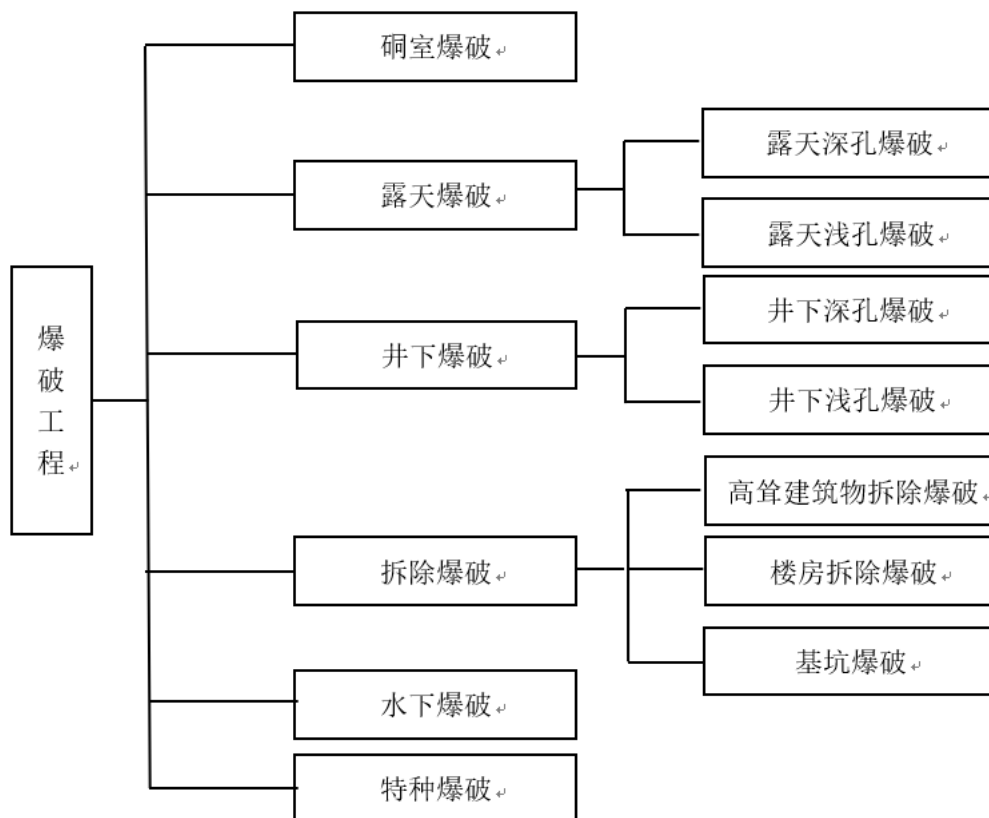 爆
破
工
程
硐室爆破
露天爆破
露天深孔爆破
露天浅孔爆破
井下爆破
井下深孔爆破
井下浅孔爆破
拆除爆破
高耸建筑物拆除爆破
楼房拆除爆破
基坑爆破
水下爆破
特种爆破